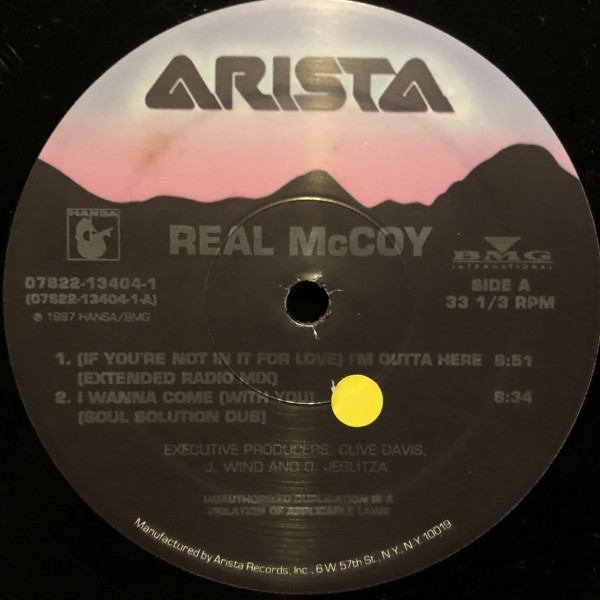 ARISTA
HANSA
REAL McCOY
BMG
INTERNATIONAL
07822-13404-1
(07822-13404-1-A)
℗ 1997 HANSA/BMG
SIDE A
33 1/3 RPM
1. (IF YOU'RE NOT IN IT FOR LOVE) I'M OUTTA HERE 6:51
(EXTENDED RADIO MIX)
2. I WANNA COME (WITH YOU) 8:34
(SOUL SOLUTION DUB)
EXECUTIVE PRODUCERS: CLIVE DAVIS,
J. WIND AND O. JEGLITZA
UNAUTHORIZED DUPLICATION IS A
VIOLATION OF APPLICABLE LAWS
Manufactured by Arista Records, Inc., 6 W. 57th St., N.Y., N.Y. 10019